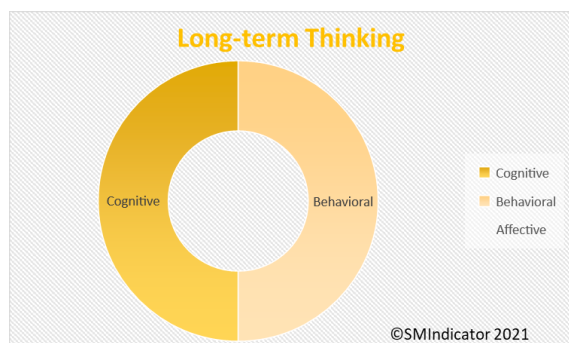 Long-term Thinking
Cognitive
Behavioral
Cognitive
Behavioral
Affective
©SMIndicator 2021